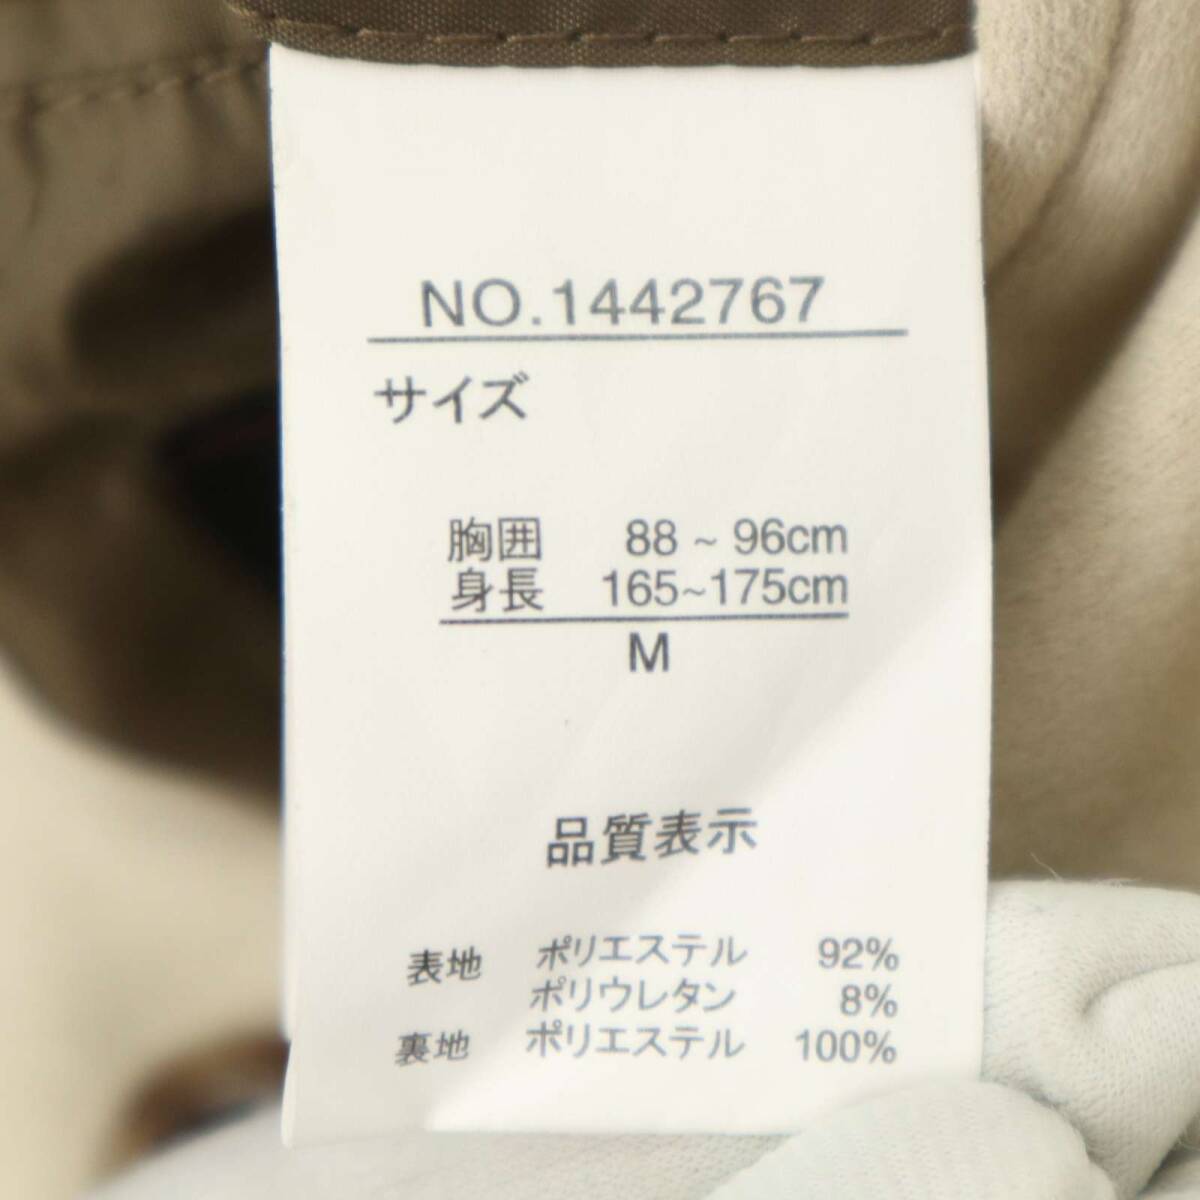 NO.1442767
サイズ
胸囲 88 ~ 96cm
身長 165~175cm
M
品質表示
表地 ポリエステル 92%
ポリウレタン 8%
裏地 ポリエステル 100%